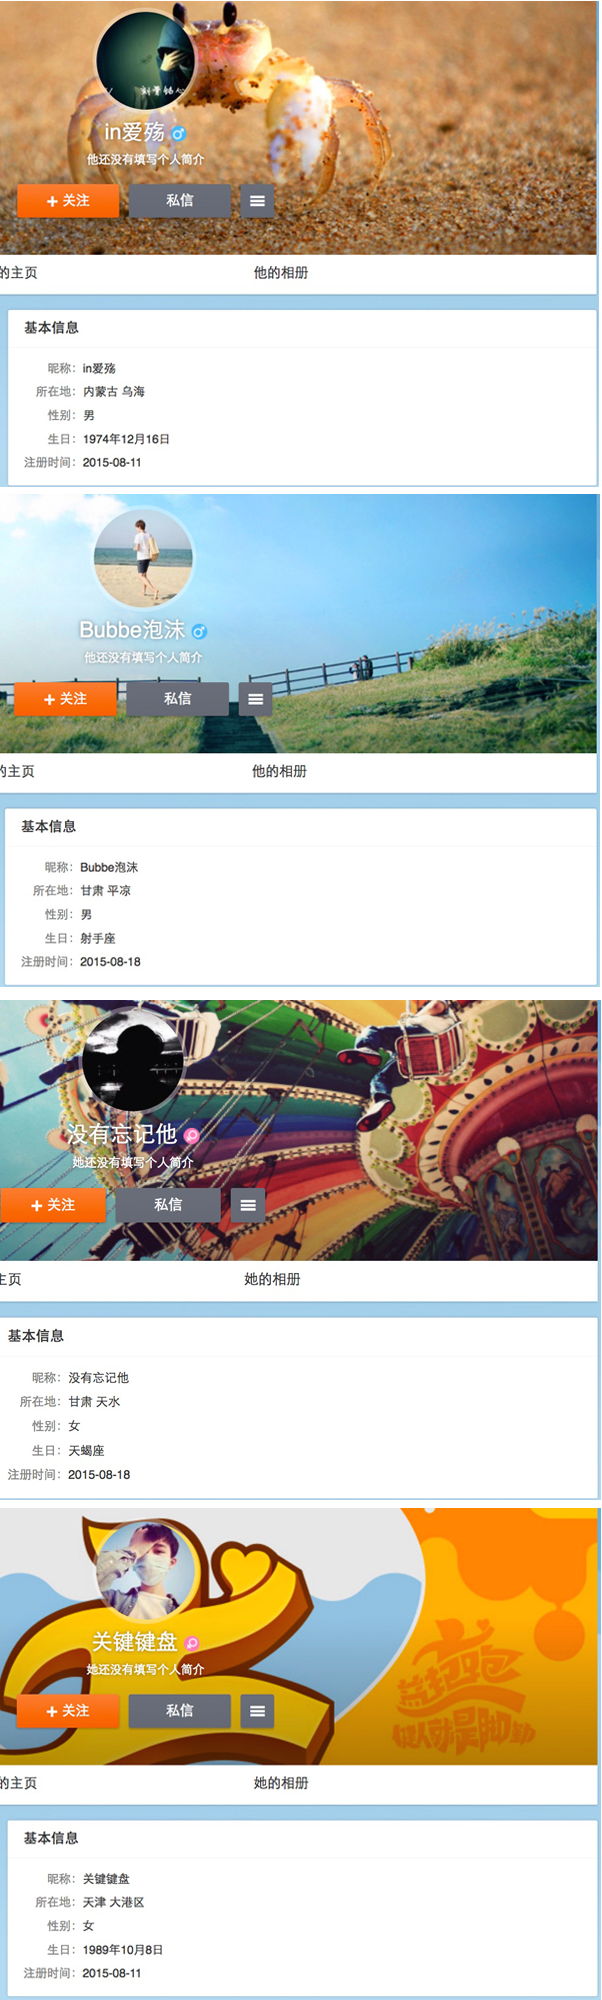 in爱殇
他还没有填写个人简介
+ 关注 私信
的主页 他的相册
基本信息
昵称: in爱殇
所在地: 内蒙古 乌海
性别: 男
生日: 1974年12月16日
注册时间: 2015-08-11
Bubbe泡沫
他还没有填写个人简介
+ 关注 私信
的主页 他的相册
基本信息
昵称: Bubbe泡沫
所在地: 甘肃 平凉
性别: 男
生日: 射手座
注册时间: 2015-08-18
没有忘记他
她还没有填写个人简介
+ 关注 私信
主页 她的相册
基本信息
昵称: 没有忘记他
所在地: 甘肃 天水
性别: 女
生日: 天蝎座
注册时间: 2015-08-18
关键键盘
她还没有填写个人简介
+ 关注 私信
益拉跑
懒人动是脚勤
的主页 她的相册
基本信息
昵称: 关键键盘
所在地: 天津 大港区
性别: 女
生日: 1989年10月8日
注册时间: 2015-08-11